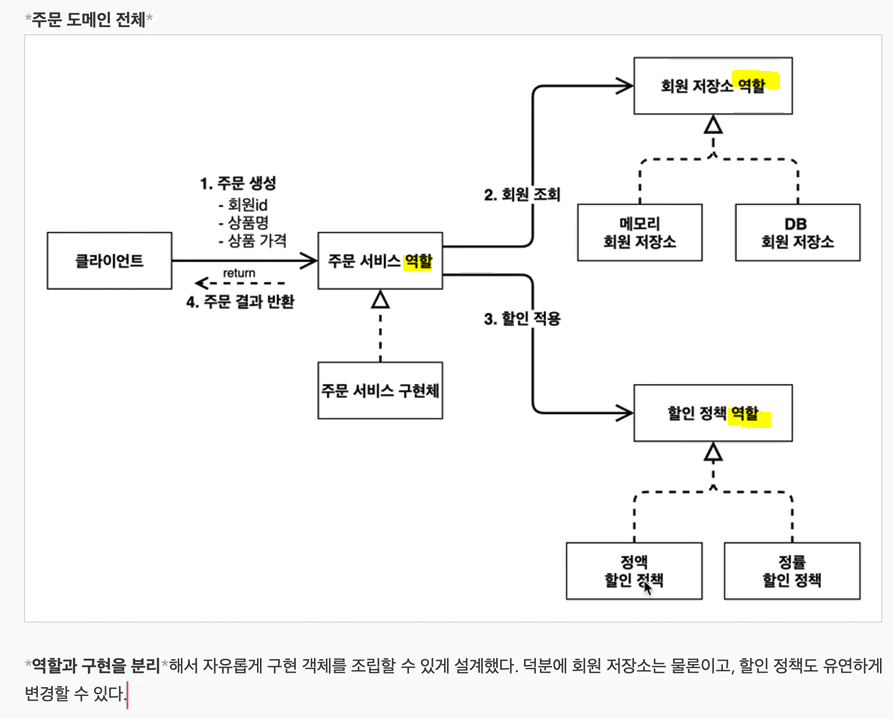 *주문 도메인 전체*
회원 저장소 역할
1. 주문 생성
- 회원id
- 상품명
- 상품 가격
2. 회원 조회
메모리
회원 저장소
DB
회원 저장소
클라이언트
주문 서비스 역할
return
4. 주문 결과 반환
3. 할인 적용
주문 서비스 구현체
할인 정책 역할
정액
할인 정책
정률
할인 정책
*역할과 구현을 분리*해서 자유롭게 구현 객체를 조립할 수 있게 설계했다. 덕분에 회원 저장소는 물론이고, 할인 정책도 유연하게
변경할 수 있다.